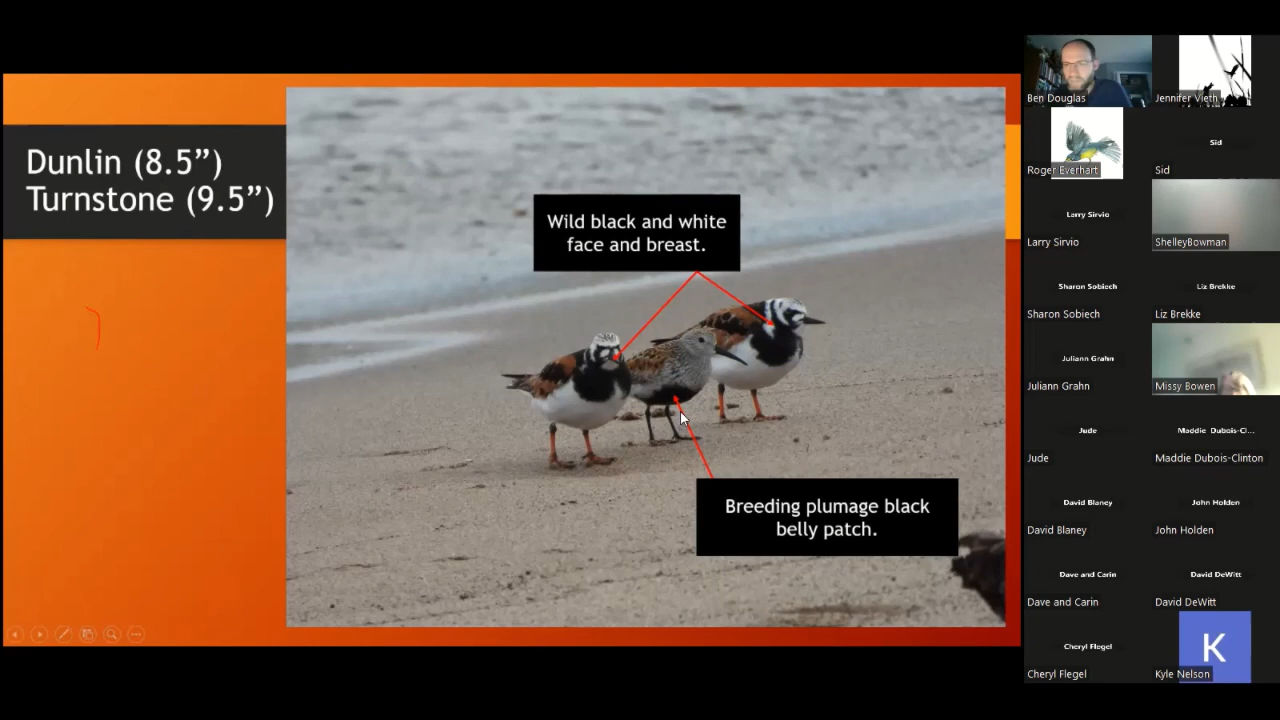 Dunlin (8.5”)
Turnstone (9.5”)
Wild black and white
face and breast.
Breeding plumage black
belly patch.
Ben Douglas
Jennifer Vieth
Roger Everhart
Sid
Sid
Larry Sirvio
Larry Sirvio
ShelleyBowman
Sharon Sobiech
Sharon Sobiech
Liz Brekke
Liz Brekke
Juliann Grahn
Juliann Grahn
Missy Bowen
Jude
Jude
Maddie Dubois-Cl...
Maddie Dubois-Clinton
David Blaney
David Blaney
John Holden
John Holden
Dave and Carin
Dave and Carin
David DeWitt
David DeWitt
Cheryl Flegel
Cheryl Flegel
K
Kyle Nelson